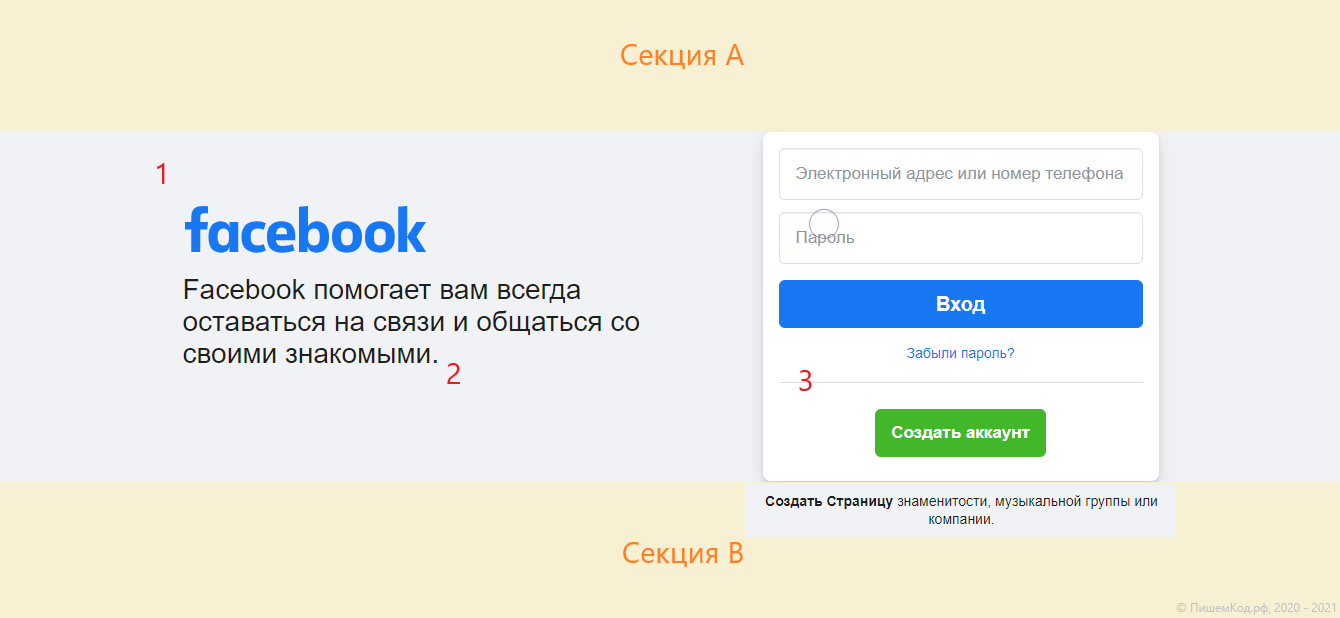 Секция A
1
facebook
Facebook помогает вам всегда
оставаться на связи и общаться со
своими знакомыми.
2
Электронный адрес или номер телефона
Пароль
Вход
Забыли пароль?
3
Создать аккаунт
Создать Страницу знаменитости, музыкальной группы или
компании.
Секция B
© ПишемКод.рф, 2020 - 2021